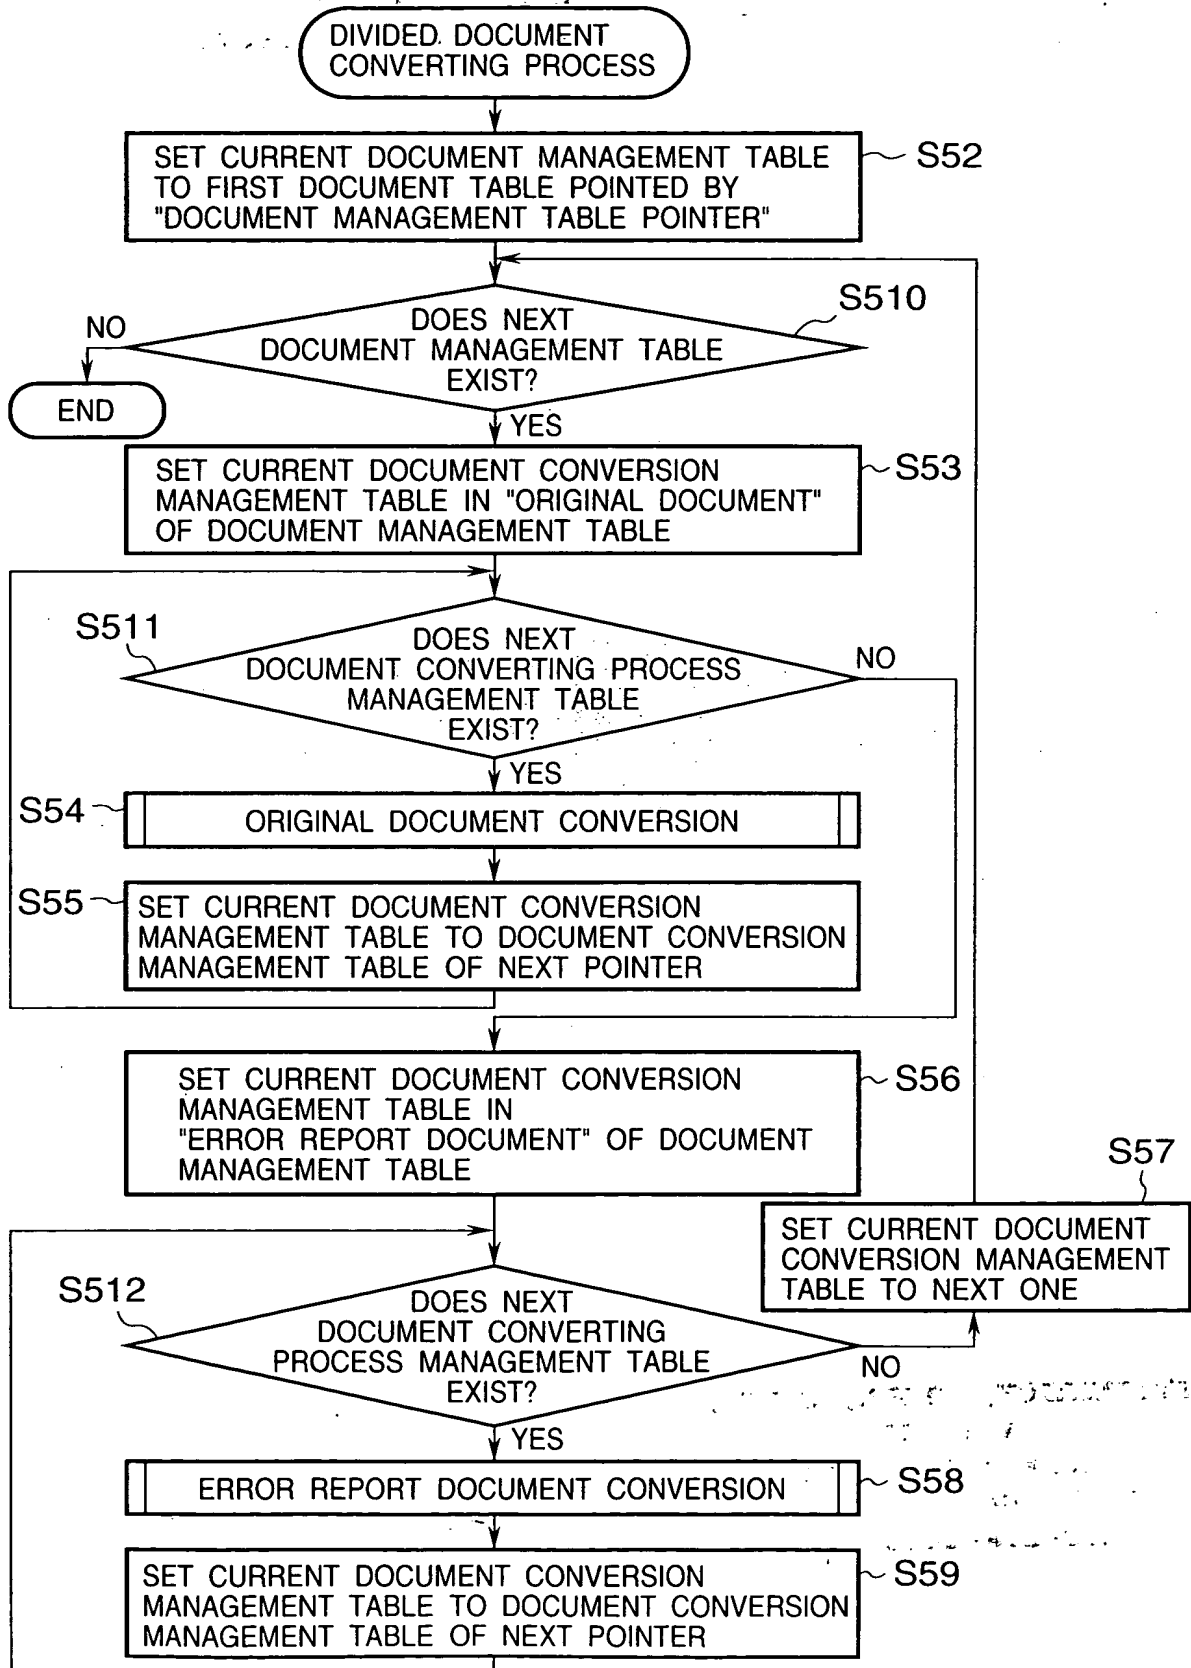 DIVIDED DOCUMENT
CONVERTING PROCESS
SET CURRENT DOCUMENT MANAGEMENT TABLE
TO FIRST DOCUMENT TABLE POINTED BY
"DOCUMENT MANAGEMENT TABLE POINTER"
S52
S510
DOES NEXT
DOCUMENT MANAGEMENT TABLE
EXIST?
NO
END
YES
SET CURRENT DOCUMENT CONVERSION
MANAGEMENT TABLE IN "ORIGINAL DOCUMENT"
OF DOCUMENT MANAGEMENT TABLE
S53
S511
DOES NEXT
DOCUMENT CONVERTING PROCESS
MANAGEMENT TABLE
EXIST?
NO
YES
S54
ORIGINAL DOCUMENT CONVERSION
S55
SET CURRENT DOCUMENT CONVERSION
MANAGEMENT TABLE TO DOCUMENT CONVERSION
MANAGEMENT TABLE OF NEXT POINTER
SET CURRENT DOCUMENT CONVERSION
MANAGEMENT TABLE IN
"ERROR REPORT DOCUMENT" OF DOCUMENT
MANAGEMENT TABLE
S56
S57
SET CURRENT DOCUMENT
CONVERSION MANAGEMENT
TABLE TO NEXT ONE
S512
DOES NEXT
DOCUMENT CONVERTING
PROCESS MANAGEMENT TABLE
EXIST?
NO
YES
ERROR REPORT DOCUMENT CONVERSION
S58
SET CURRENT DOCUMENT CONVERSION
MANAGEMENT TABLE TO DOCUMENT CONVERSION
MANAGEMENT TABLE OF NEXT POINTER
S59